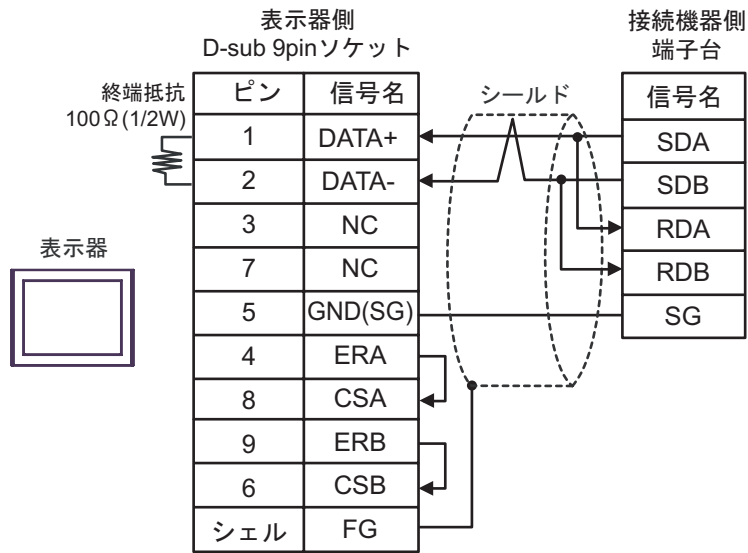 表示器側
D-sub 9pinソケット
接続機器側
端子台
終端抵抗
100Ω(1/2W)
シールド
表示器
ピン 信号名
1 DATA+
2 DATA-
3 NC
7 NC
5 GND(SG)
4 ERA
8 CSA
9 ERB
6 CSB
シェル FG
信号名
SDA
SDB
RDA
RDB
SG